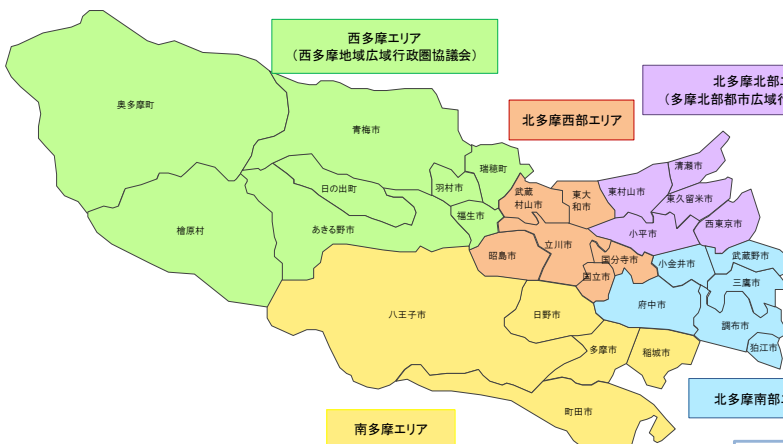 西多摩エリア
（西多摩地域広域行政圏協議会）
北多摩北部エ
（多摩北部都市広域行
北多摩西部エリア
奥多摩町
青梅市
瑞穂町
日の出町
羽村市
福生市
あきる野市
檜原村
武蔵
村山市
東大
和市
東村山市
清瀬市
東久留米市
西東京市
小平市
昭島市
立川市
国分寺市
国立市
小金井市
武蔵野市
三鷹市
府中市
調布市
狛江市
八王子市
日野市
多摩市
稲城市
町田市
北多摩南部エ
南多摩エリア